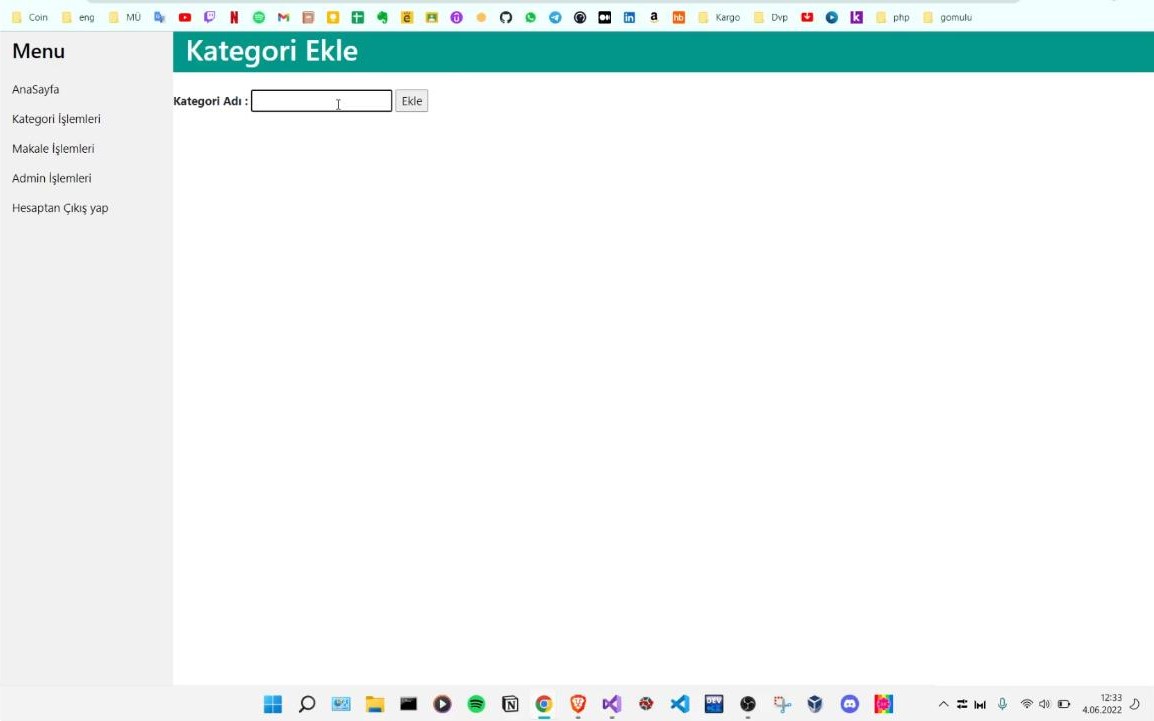 Coin eng MÜ Kargo Dvp php gomulu
Menu
Kategori Ekle
AnaSayfa
Kategori Adı : Ekle
Kategori İşlemleri
Makale İşlemleri
Admin İşlemleri
Hesaptan Çıkış yap
12:33
4.06.2022